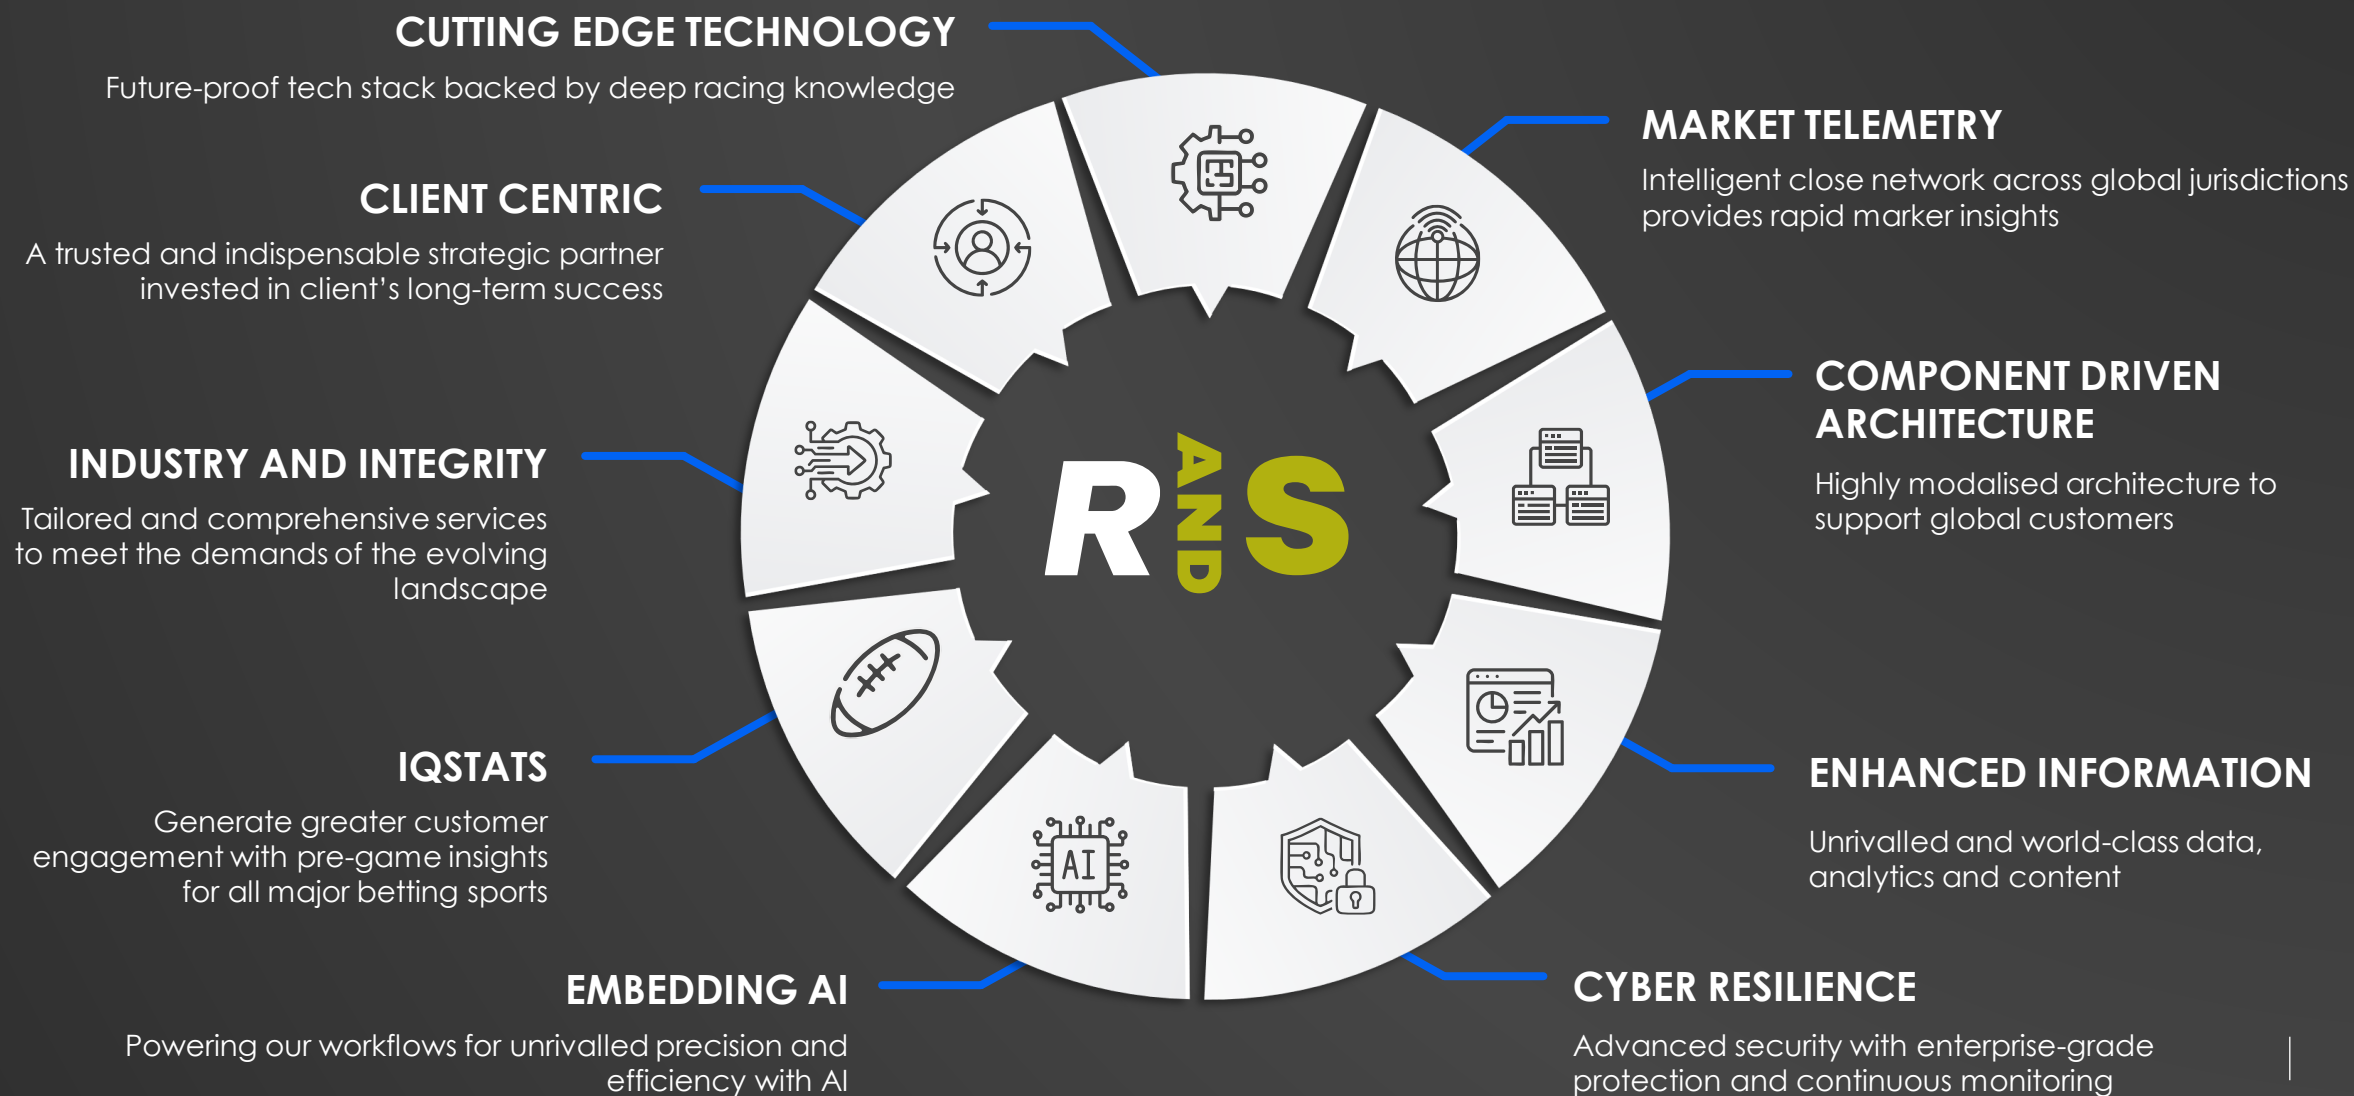 CUTTING EDGE TECHNOLOGY
Future-proof tech stack backed by deep racing knowledge
MARKET TELEMETRY
Intelligent close network across global jurisdictions
provides rapid marker insights
CLIENT CENTRIC
A trusted and indispensable strategic partner
invested in client's long-term success
COMPONENT DRIVEN
ARCHITECTURE
Highly modalised architecture to
support global customers
INDUSTRY AND INTEGRITY
Tailored and comprehensive services
to meet the demands of the evolving
landscape
R AND S
IQSTATS
Generate greater customer
engagement with pre-game insights
for all major betting sports
ENHANCED INFORMATION
Unrivalled and world-class data,
analytics and content
AI
EMBEDDING AI
Powering our workflows for unrivalled precision and
efficiency with AI
CYBER RESILIENCE
Advanced security with enterprise-grade
protection and continuous monitoring